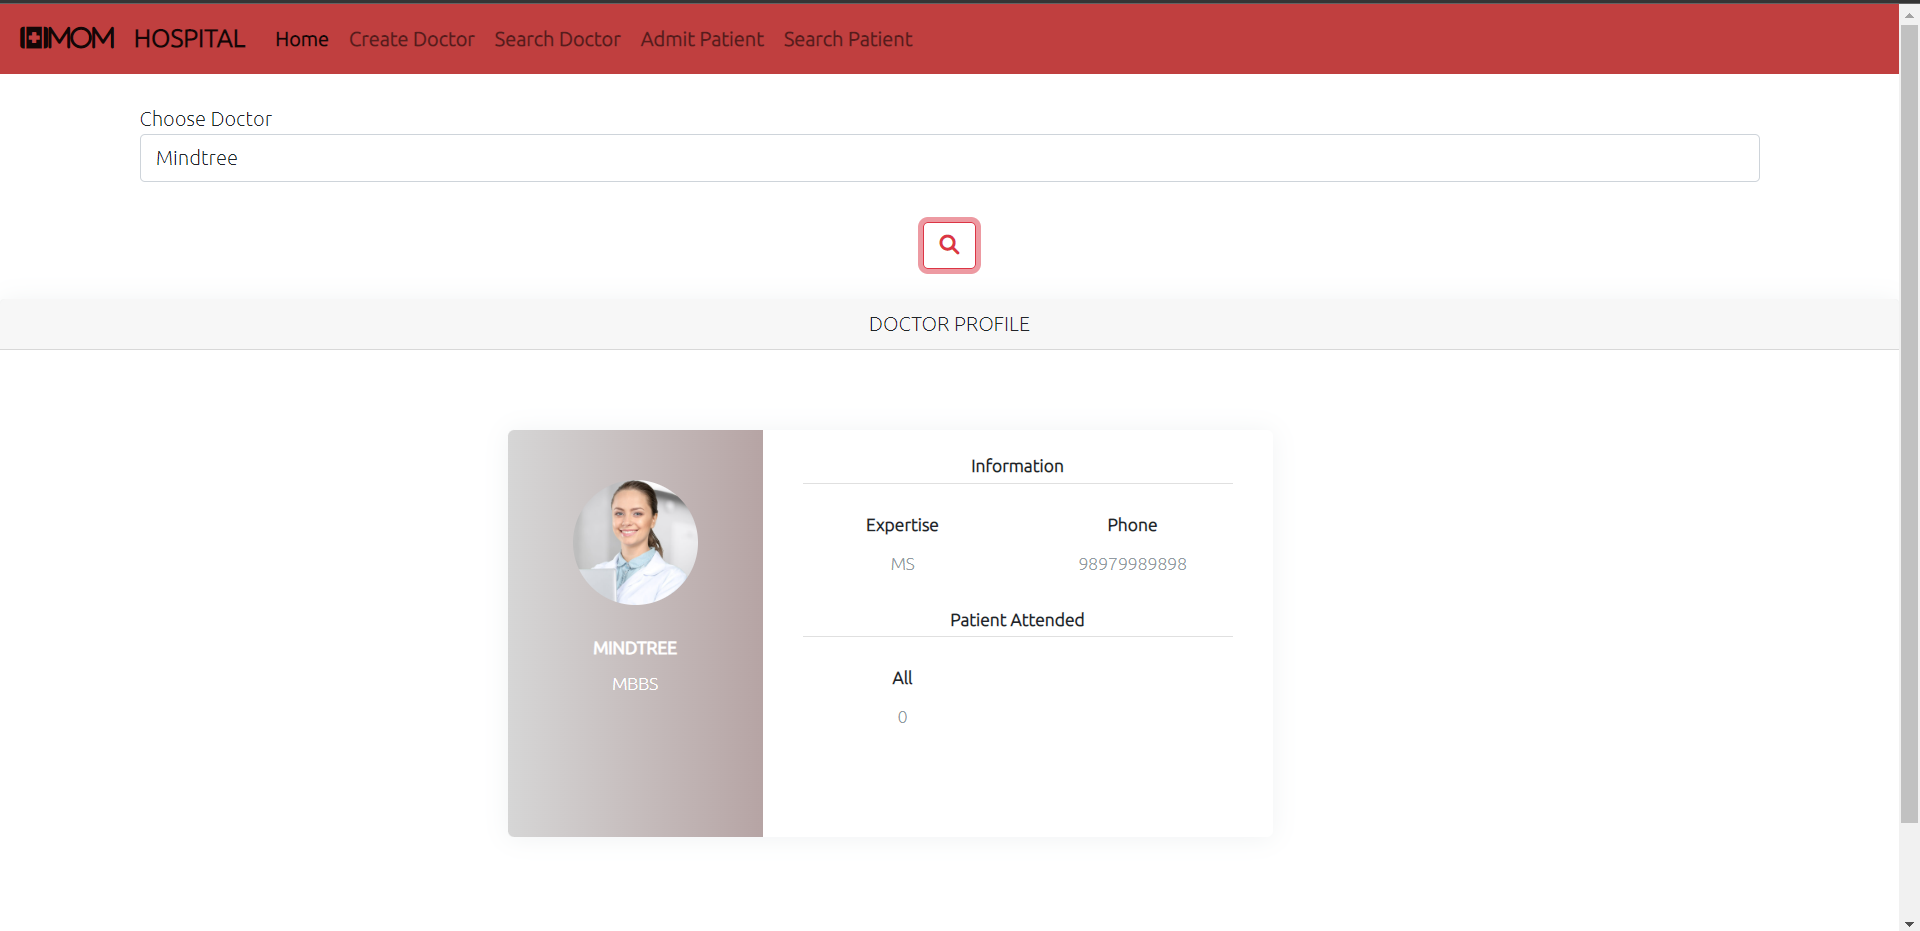 MOM HOSPITAL Home Create Doctor Search Doctor Admit Patient Search Patient
Choose Doctor
Mindtree
DOCTOR PROFILE
MINDTREE
MBBS
Information
Expertise Phone
MS 98979989898
Patient Attended
All
0